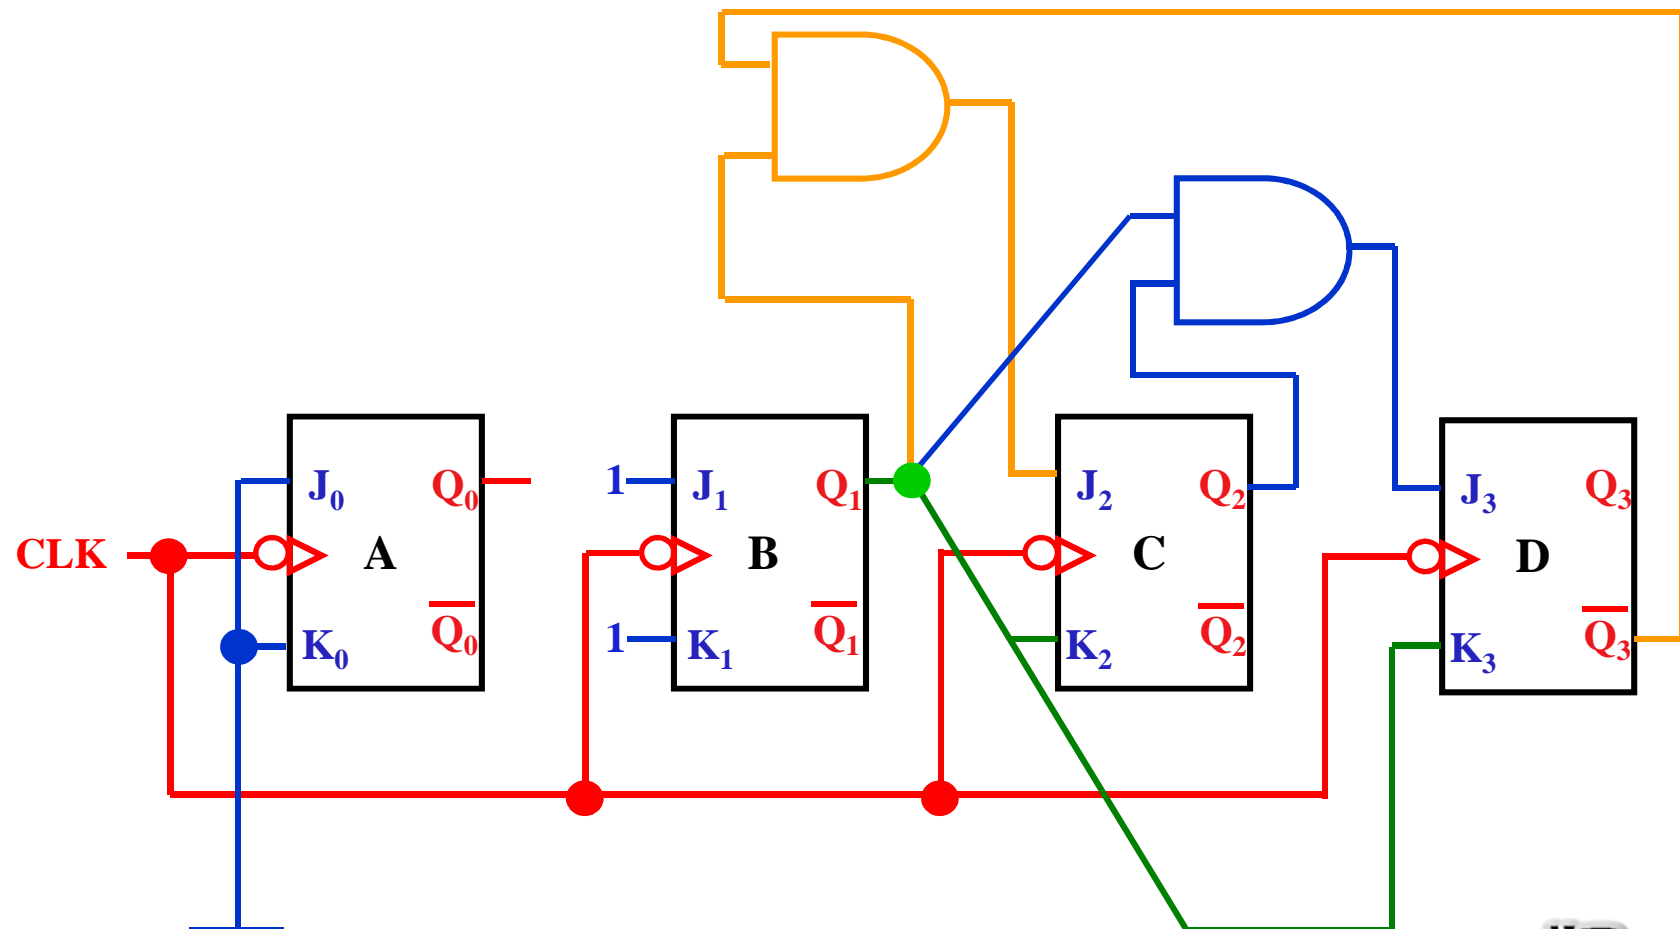 J0 Q0
1 J1 Q1
J2 Q2
J3 Q3
CLK A
B
C
D
K0 Q̅0
1 K1 Q̅1
K2 Q̅2
K3 Q̅3